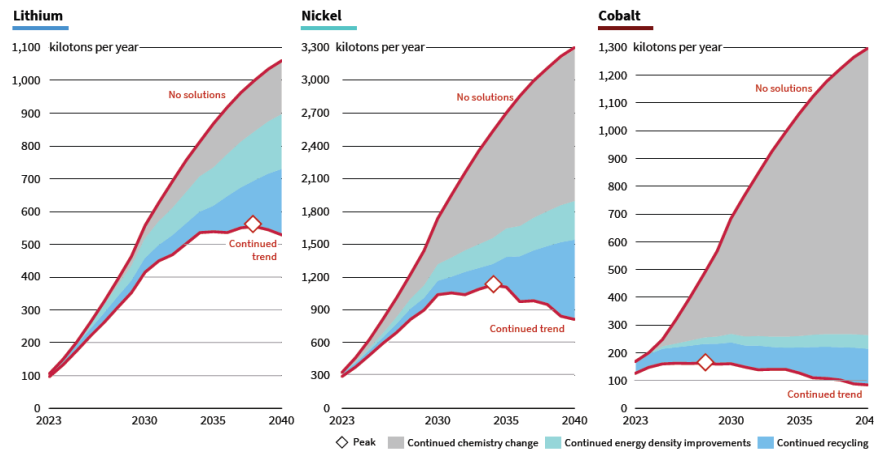 Lithium
1,100 kilotons per year
1,000
900
800
700
600
500
400
300
200
100
0
No solutions
Continued
trend
2023 2030 2035 2040
Nickel
3,300 kilotons per year
3,000
2,700
2,400
2,100
1,800
1,500
1,200
900
600
300
0
No solutions
Continued trend
2023 2030 2035 2040
Cobalt
1,300 kilotons per year
1,200
1,100
1,000
900
800
700
600
500
400
300
200
100
0
No solutions
Continued trend
2023 2030 2035 204
Peak Continued chemistry change Continued energy density improvements Continued recycling